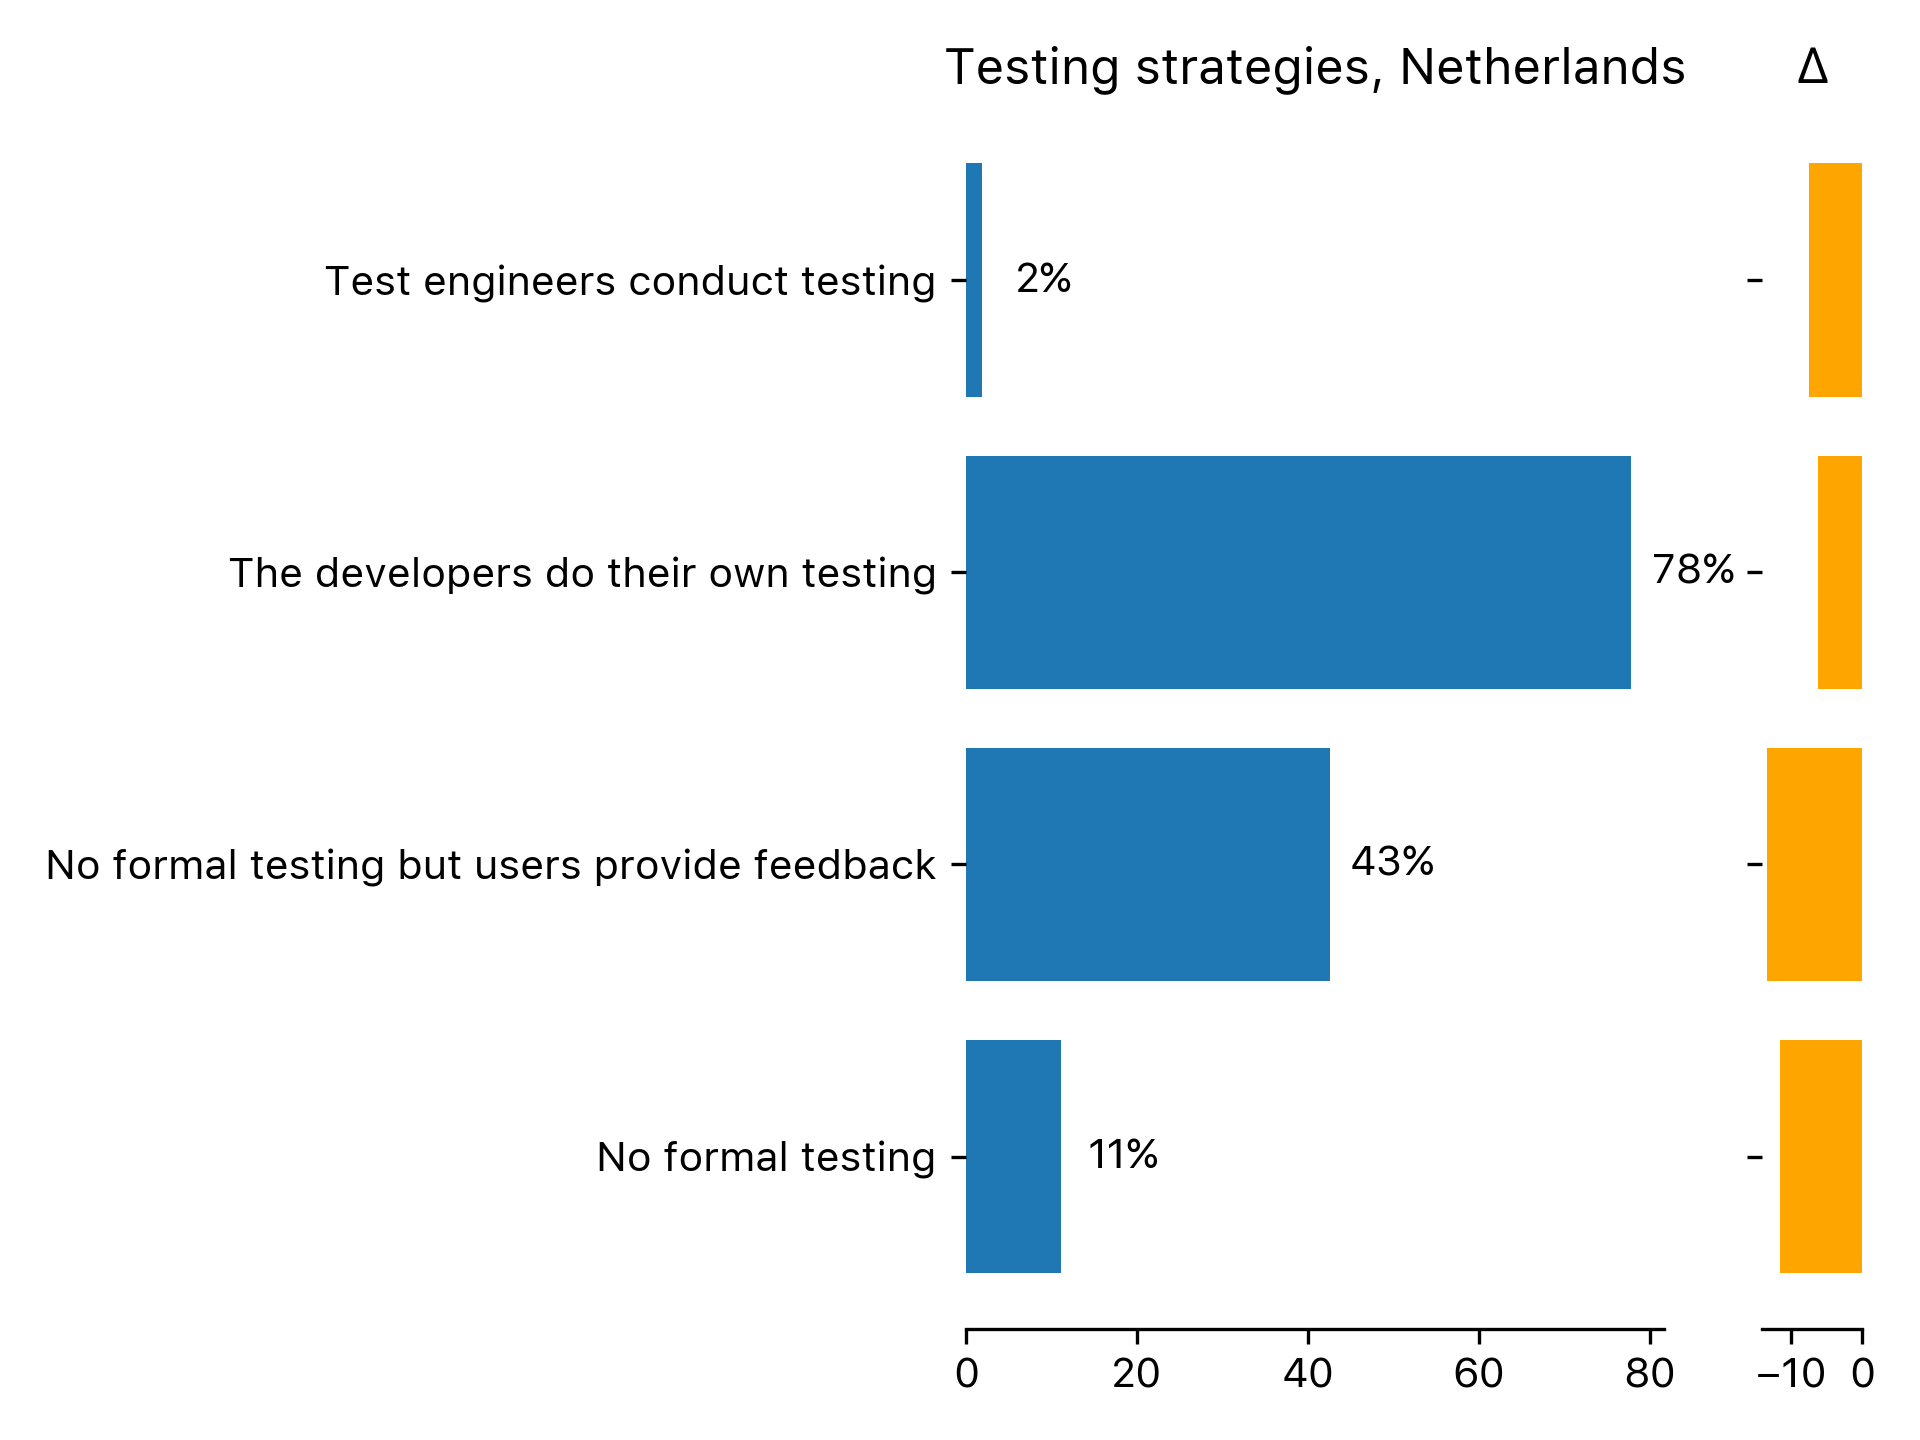 Testing strategies, Netherlands
Δ
Test engineers conduct testing
2%
The developers do their own testing
78%
No formal testing but users provide feedback
43%
No formal testing
11%
0 20 40 60 80
−10 0